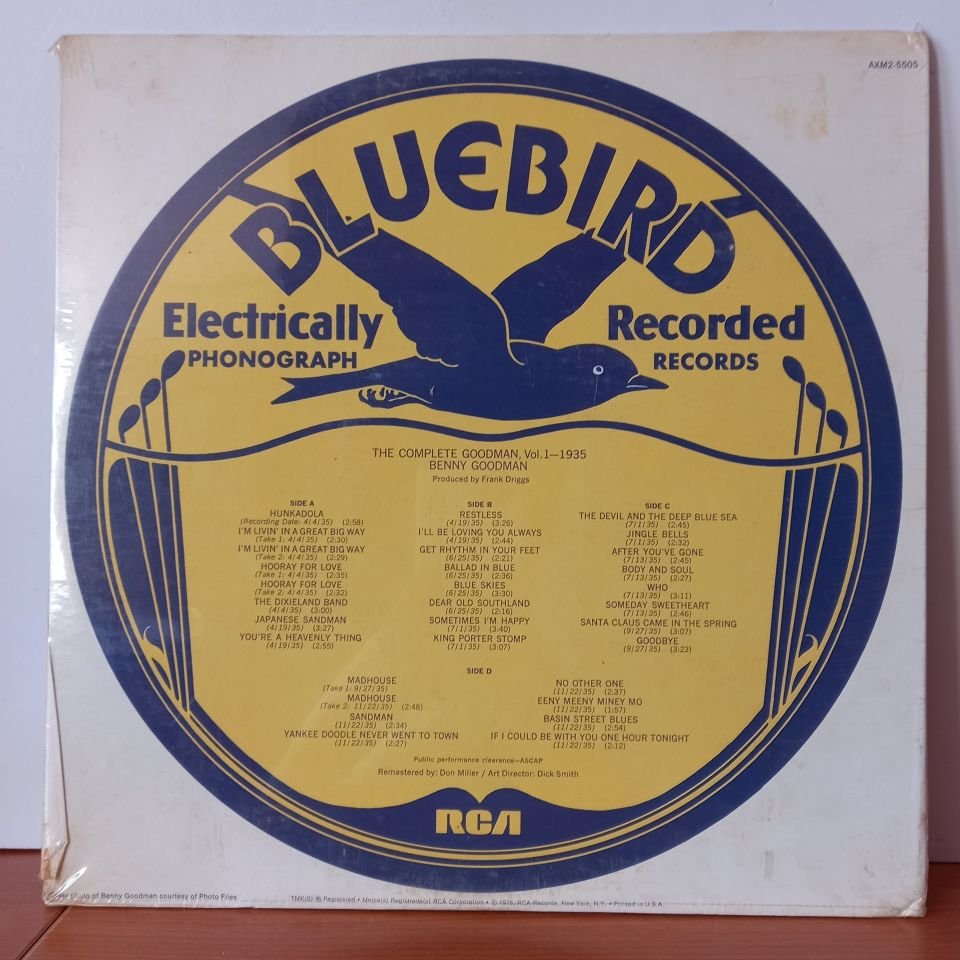 AXM2-5505
BLUEBIRD
Electrically Recorded
PHONOGRAPH RECORDS
THE COMPLETE GOODMAN, Vol.1—1935
BENNY GOODMAN
Produced by Frank Driggs
SIDE A
HUNKADOLA
(Recording Date: 4/4/35) (2:58)
I'M LIVIN' IN A GREAT BIG WAY
(Take 1: 4/4/35) (2:30)
I'M LIVIN' IN A GREAT BIG WAY
(Take 2: 4/4/35) (2:29)
HOORAY FOR LOVE
(Take 1: 4/4/35) (2:35)
HOORAY FOR LOVE
(Take 2: 4/4/35) (2:32)
THE DIXIELAND BAND
(4/4/35) (3:00)
JAPANESE SANDMAN
(4/19/35) (3:27)
YOU'RE A HEAVENLY THING
(4/19/35) (2:55)
SIDE B
RESTLESS
(4/19/35) (3:26)
I'LL BE LOVING YOU ALWAYS
(4/19/35) (2:44)
GET RHYTHM IN YOUR FEET
(6/25/35) (2:21)
BALLAD IN BLUE
(6/25/35) (2:36)
BLUE SKIES
(6/25/35) (3:30)
DEAR OLD SOUTHLAND
(6/25/35) (2:16)
SOMETIMES I'M HAPPY
(7/1/35) (3:40)
KING PORTER STOMP
(7/1/35) (3:07)
SIDE C
THE DEVIL AND THE DEEP BLUE SEA
(7/1/35) (2:45)
JINGLE BELLS
(7/1/35) (2:32)
AFTER YOU'VE GONE
(7/13/35) (2:45)
BODY AND SOUL
(7/13/35) (2:27)
WHO
(7/13/35) (3:11)
SOMEDAY SWEETHEART
(7/13/35) (2:46)
SANTA CLAUS CAME IN THE SPRING
(9/27/35) (3:07)
GOODBYE
(9/27/35) (3:23)
SIDE D
MADHOUSE
(Take 1: 9/27/35)
MADHOUSE
(Take 2: 11/22/35) (2:48)
SANDMAN
(11/22/35) (2:34)
YANKEE DOODLE NEVER WENT TO TOWN
(11/22/35) (2:27)
NO OTHER ONE
(11/22/35) (2:37)
EENY MEENY MINEY MO
(11/22/35) (1:57)
BASIN STREET BLUES
(11/22/35) (2:54)
IF I COULD BE WITH YOU ONE HOUR TONIGHT
(11/22/35) (2:12)
Public performance clearance—ASCAP
Remastered by: Don Miller / Art Director: Dick Smith
RCA
photo of Benny Goodman courtesy of Photo Files
TMK(S) ® Registered • Marca(s) Registrada(s) RCA Corporation • © 1976, RCA Records, New York, N.Y. • Printed in U.S.A.